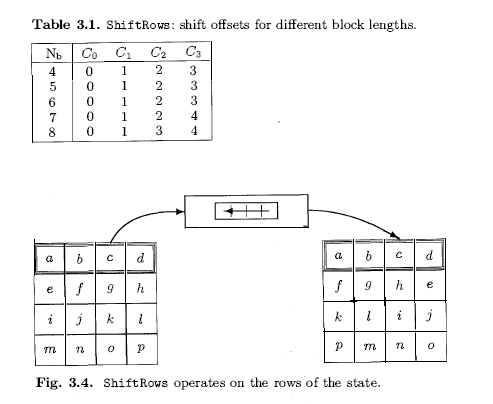 Table 3.1. ShiftRows: shift offsets for different block lengths.
Nb C0 C1 C2 C3
4 0 1 2 3
5 0 1 2 3
6 0 1 2 3
7 0 1 2 4
8 0 1 3 4
a b c d
e f g h
i j k l
m n o p
a b c d
f g h e
k l i j
p m n o
Fig. 3.4. ShiftRows operates on the rows of the state.